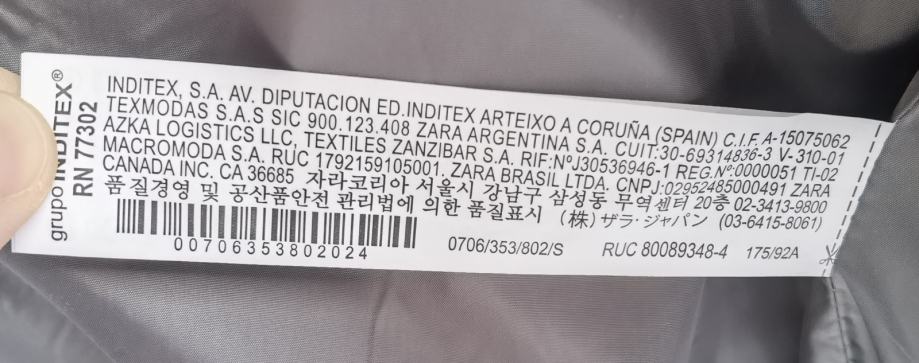 grupo INDITEX®
RN 77302
INDITEX, S.A. AV. DIPUTACION ED.INDITEX ARTEIXO A CORUÑA (SPAIN) C.I.F. A-15075062
TEXMODAS S.A.S SIC 900.123.408 ZARA ARGENTINA S.A. CUIT:30-69314836-3 V-310-01
AZKA LOGISTICS LLC, TEXTILES ZANZIBAR S.A. RIF:NºJ30536946-1 REG.Nº:0000051 TI-02
MACROMODA S.A. RUC 1792159105001. ZARA BRASIL LTDA. CNPJ:02952485000491 ZARA
CANADA INC. CA 36685 자라코리아 서울시 강남구 삼성동 무역센터 20층 02-3413-9800
품질경영 및 공산품안전 관리법에 의한 품질표시 (株) ザラ・ジャパン (03-6415-8061)
00706353802024 0706/353/802/S RUC 80089348-4 175/92A